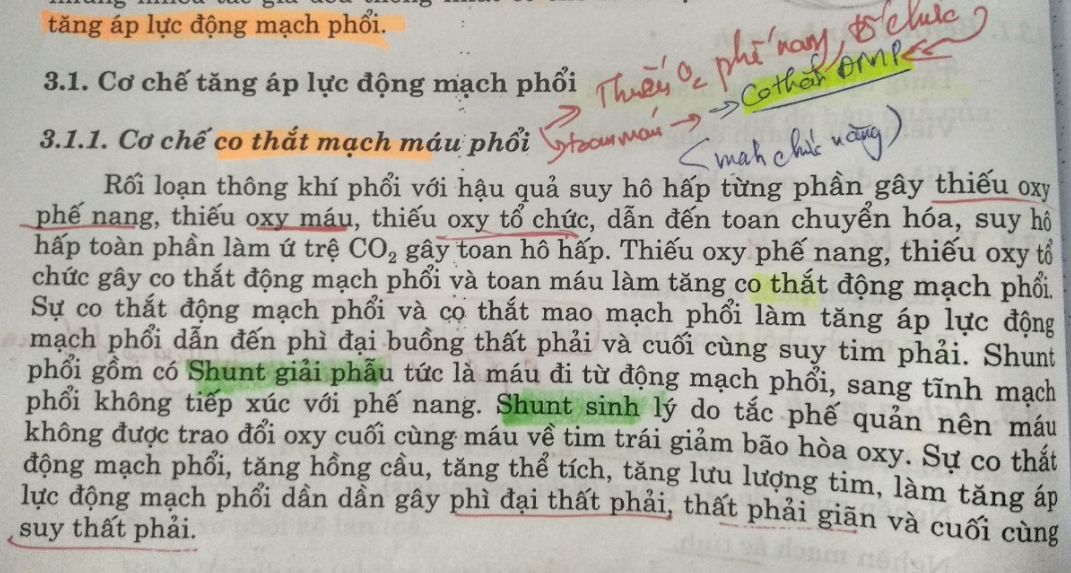 tăng áp lực động mạch phổi.
3.1. Cơ chế tăng áp lực động mạch phổi
Thiếu O₂ phế nang, tổ chức
→ Co thắt ĐMP
3.1.1. Cơ chế co thắt mạch máu phổi
toan máu →
(mạch chức năng)
Rối loạn thông khí phổi với hậu quả suy hô hấp từng phần gây thiếu oxy
phế nang, thiếu oxy máu, thiếu oxy tổ chức, dẫn đến toan chuyển hóa, suy hô
hấp toàn phần làm ứ trệ CO₂ gây toan hô hấp. Thiếu oxy phế nang, thiếu oxy tổ
chức gây co thắt động mạch phổi và toan máu làm tăng co thắt động mạch phổi.
Sự co thắt động mạch phổi và co thắt mao mạch phổi làm tăng áp lực động
mạch phổi dẫn đến phì đại buồng thất phải và cuối cùng suy tim phải. Shunt
phổi gồm có Shunt giải phẫu tức là máu đi từ động mạch phổi, sang tĩnh mạch
phổi không tiếp xúc với phế nang. Shunt sinh lý do tắc phế quản nên máu
không được trao đổi oxy cuối cùng máu về tim trái giảm bão hòa oxy. Sự co thắt
động mạch phổi, tăng hồng cầu, tăng thể tích, tăng lưu lượng tim, làm tăng áp
lực động mạch phổi dần dần gây phì đại thất phải, thất phải giãn và cuối cùng
suy thất phải.